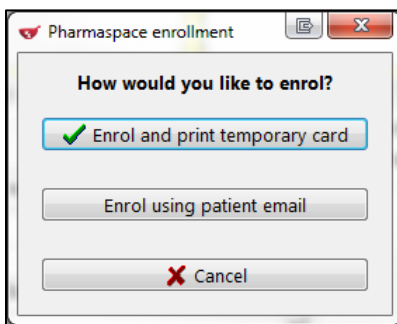 Pharmaspace enrollment
How would you like to enrol?
Enrol and print temporary card
Enrol using patient email
Cancel